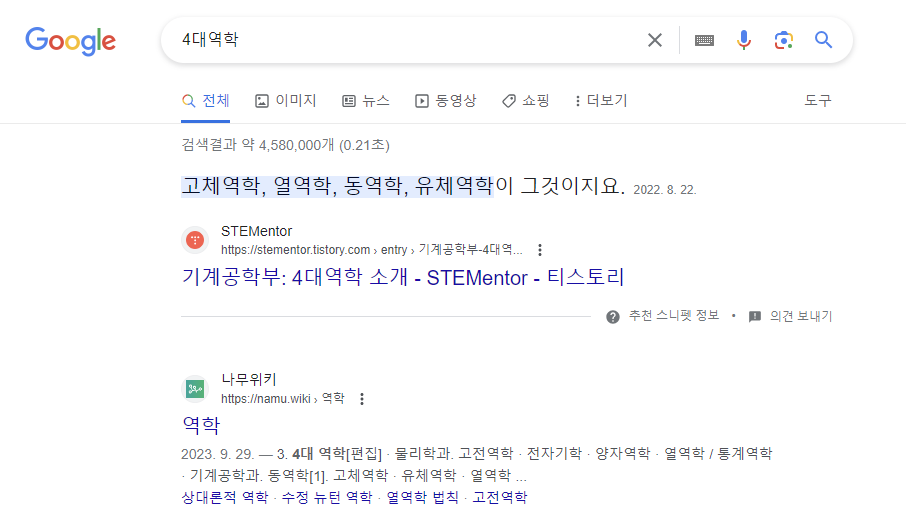 Google
4대역학
전체 이미지 뉴스 동영상 쇼핑 더보기 도구
검색결과 약 4,580,000개 (0.21초)
고체역학, 열역학, 동역학, 유체역학이 그것이지요. 2022. 8. 22.
STEMentor
https://stementor.tistory.com › entry › 기계공학부-4대역...
기계공학부: 4대역학 소개 - STEMentor - 티스토리
추천 스니펫 정보 • 의견 보내기
나무위키
https://namu.wiki › 역학
역학
2023. 9. 29. — 3. 4대 역학[편집] · 물리학과. 고전역학 · 전자기학 · 양자역학 · 열역학 / 통계역학
· 기계공학과. 동역학[1]. 고체역학 · 유체역학 · 열역학 ...
상대론적 역학 · 수정 뉴턴 역학 · 열역학 법칙 · 고전역학